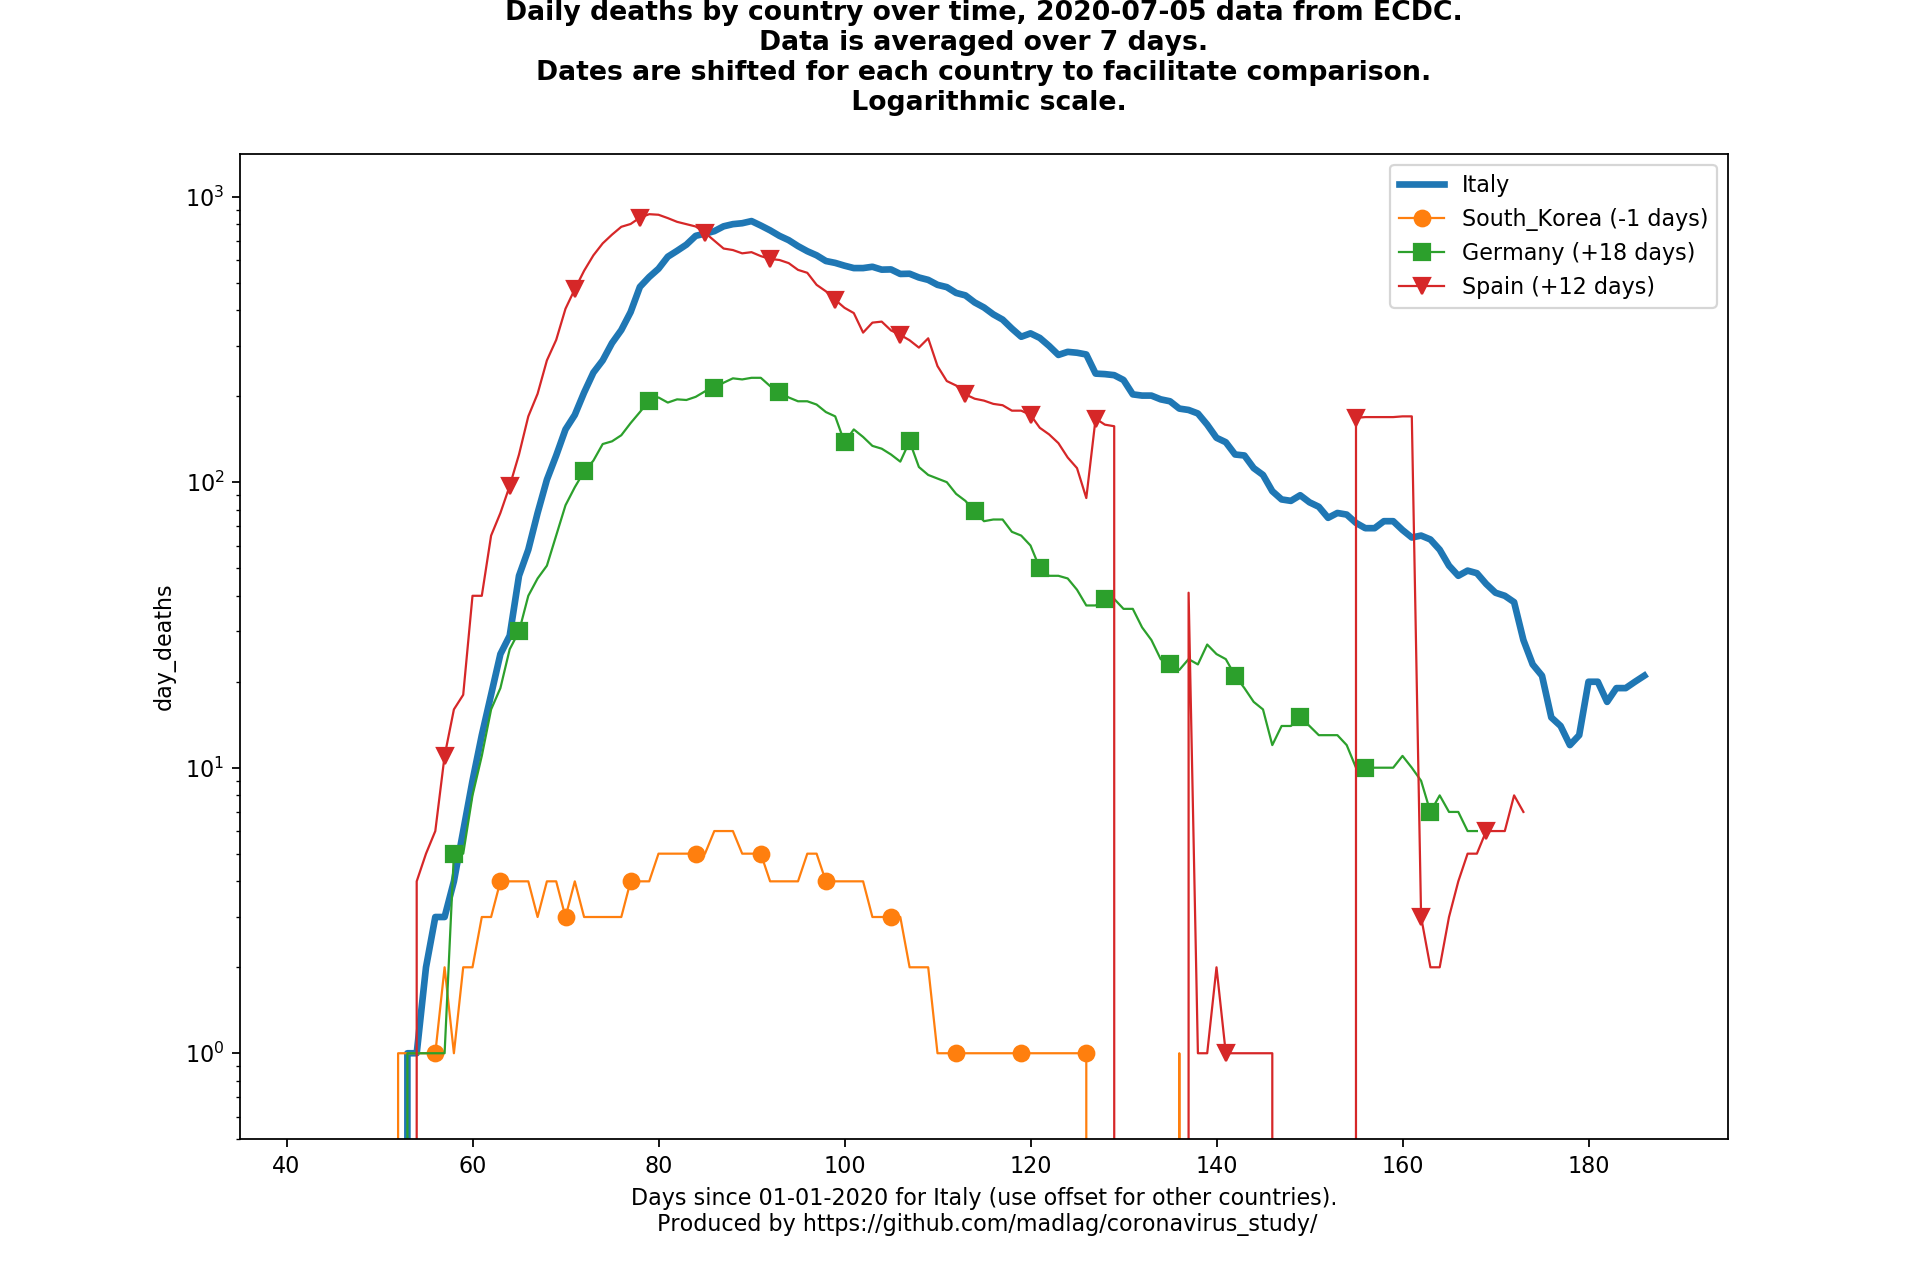 Daily deaths by country over time, 2020-07-05 data from ECDC.
Data is averaged over 7 days.
Dates are shifted for each country to facilitate comparison.
Logarithmic scale.
Italy
South_Korea (-1 days)
Germany (+18 days)
Spain (+12 days)
10³
10²
10¹
10⁰
day_deaths
40 60 80 100 120 140 160 180
Days since 01-01-2020 for Italy (use offset for other countries).
Produced by https://github.com/madlag/coronavirus_study/